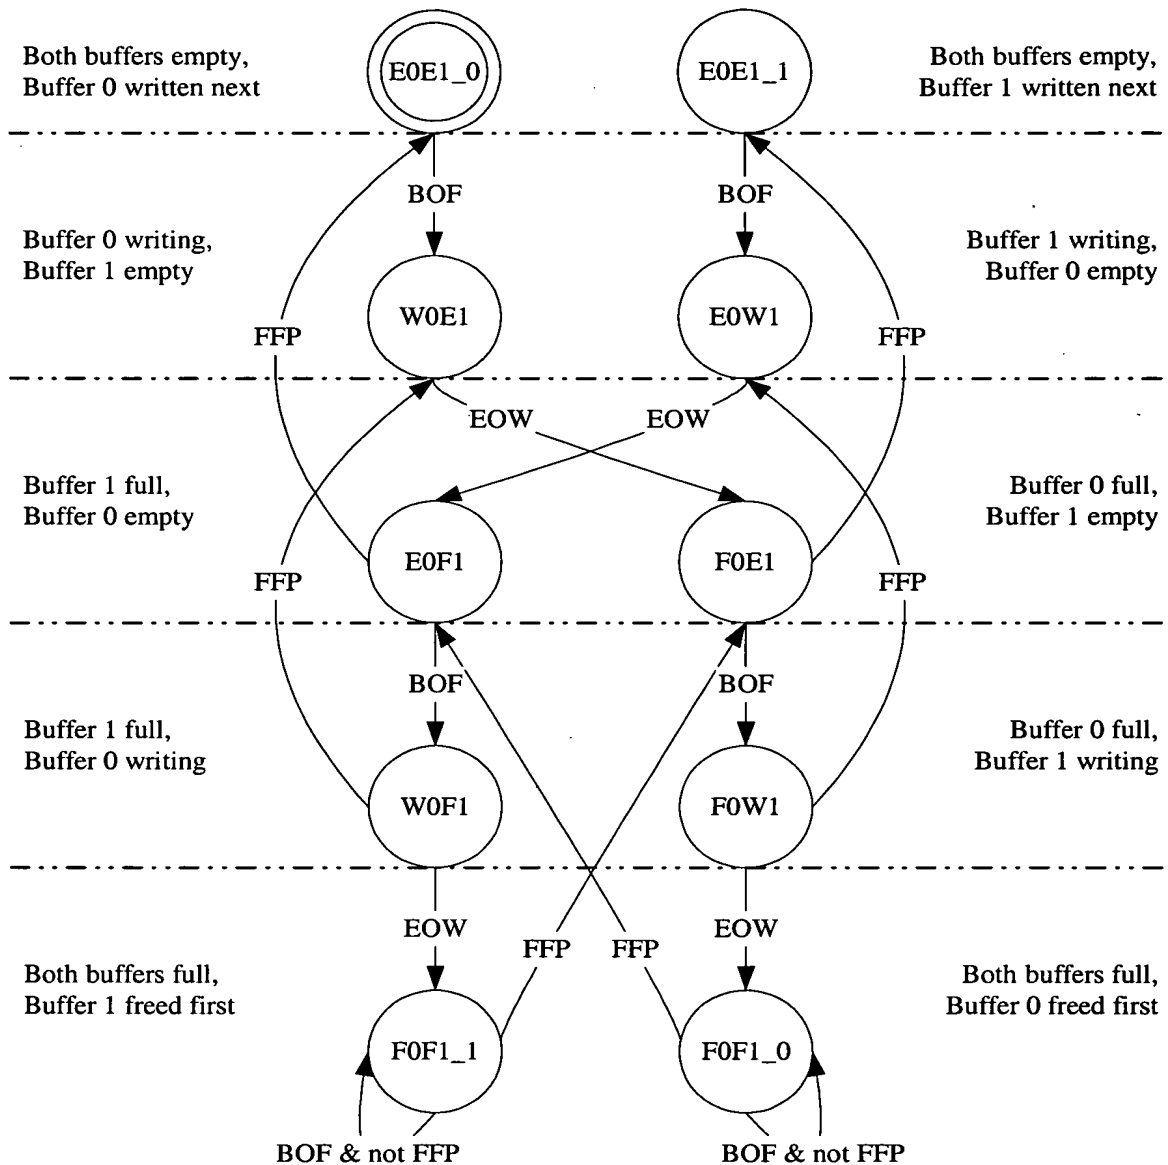 Both buffers empty,
Buffer 0 written next
E0E1_0
E0E1_1
Both buffers empty,
Buffer 1 written next
BOF
BOF
Buffer 0 writing,
Buffer 1 empty
W0E1
E0W1
Buffer 1 writing,
Buffer 0 empty
FFP
FFP
EOW
EOW
Buffer 1 full,
Buffer 0 empty
E0F1
F0E1
Buffer 0 full,
Buffer 1 empty
FFP
FFP
BOF
BOF
Buffer 1 full,
Buffer 0 writing
W0F1
F0W1
Buffer 0 full,
Buffer 1 writing
EOW
EOW
FFP
FFP
Both buffers full,
Buffer 1 freed first
F0F1_1
F0F1_0
Both buffers full,
Buffer 0 freed first
BOF & not FFP
BOF & not FFP